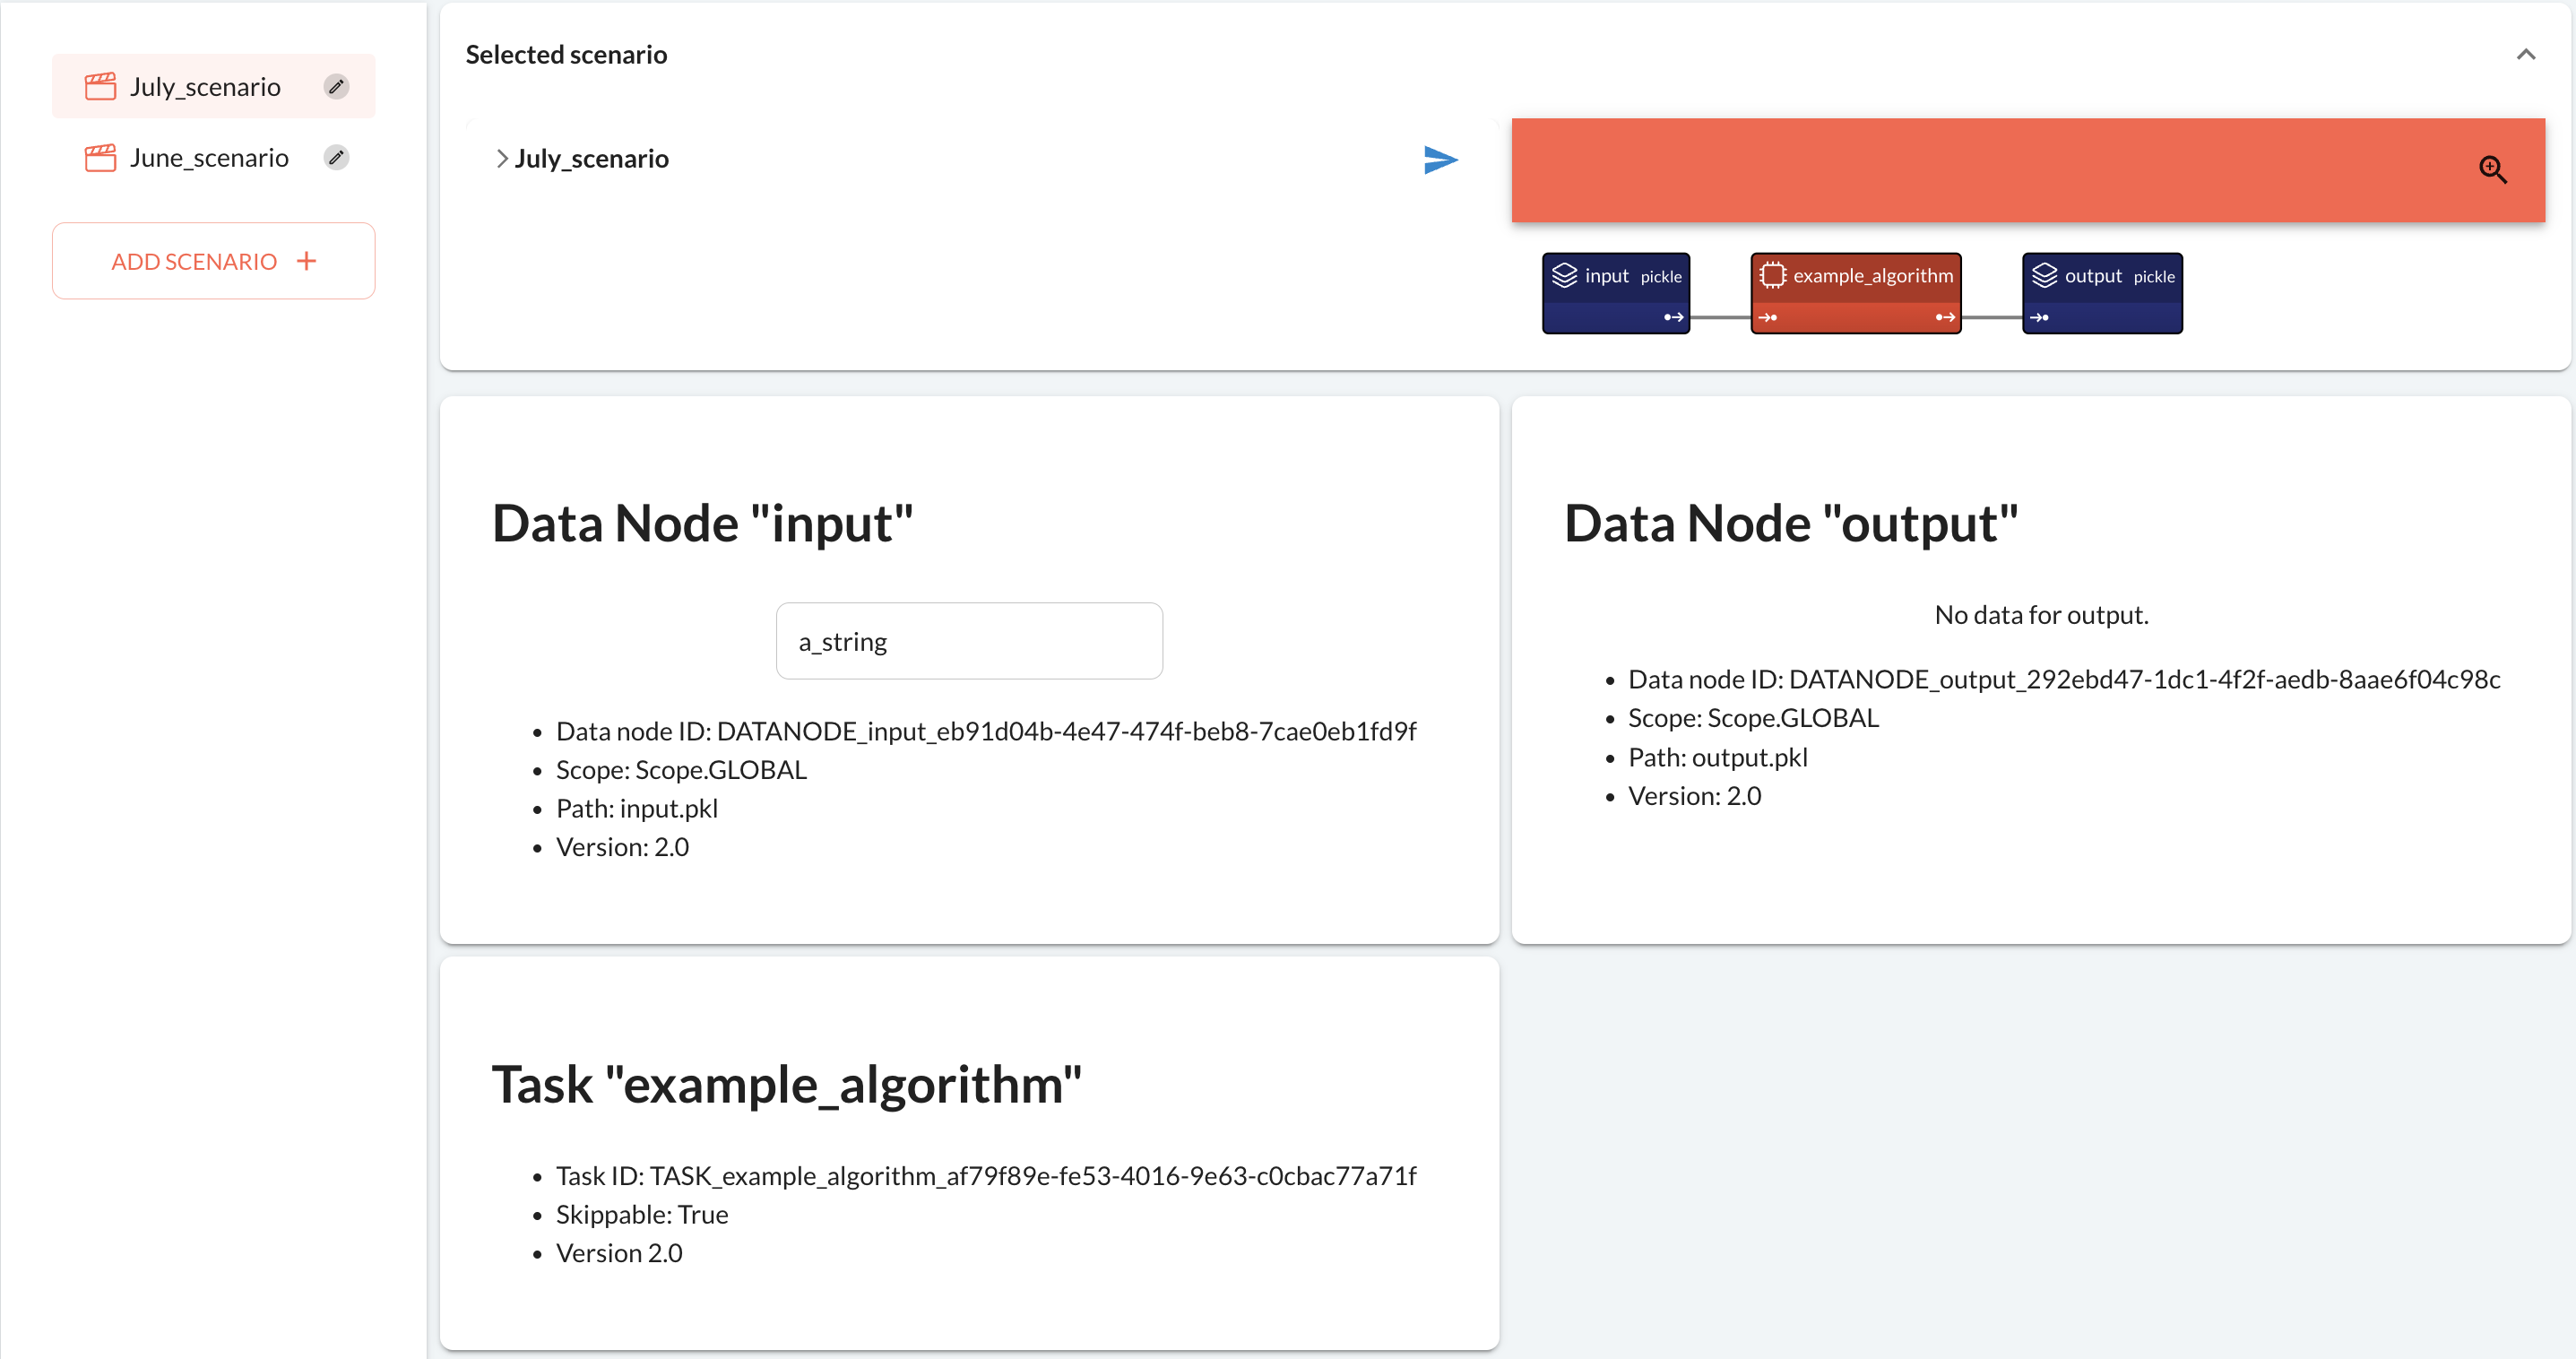 July_scenario
June_scenario
ADD SCENARIO +
Selected scenario
July_scenario
input pickle
example_algorithm
output pickle
Data Node "input"
a_string
• Data node ID: DATANODE_input_eb91d04b-4e47-474f-beb8-7cae0eb1fd9f
• Scope: Scope.GLOBAL
• Path: input.pkl
• Version: 2.0
Data Node "output"
No data for output.
• Data node ID: DATANODE_output_292ebd47-1dc1-4f2f-aedb-8aae6f04c98c
• Scope: Scope.GLOBAL
• Path: output.pkl
• Version: 2.0
Task "example_algorithm"
• Task ID: TASK_example_algorithm_af79f89e-fe53-4016-9e63-c0cbac77a71f
• Skippable: True
• Version 2.0